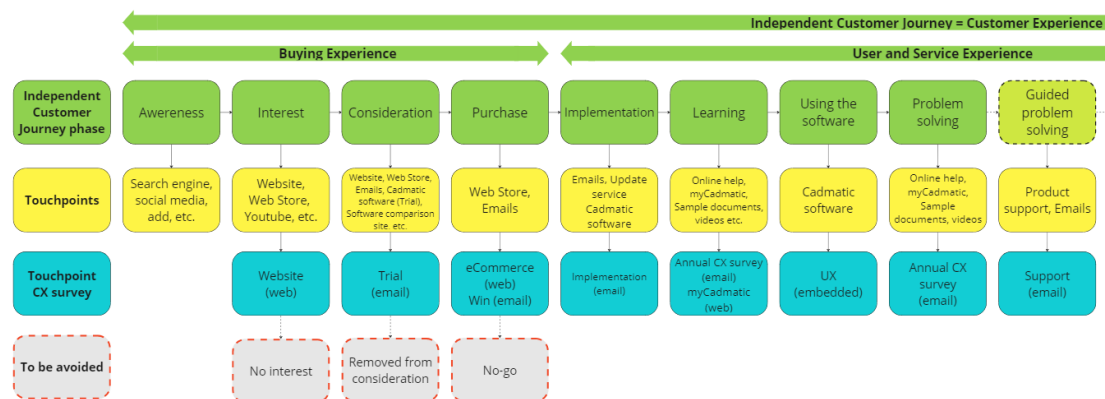 Independent Customer Journey = Customer Experience
Buying Experience
User and Service Experience
Independent
Customer
Journey phase
Awareness
Interest
Consideration
Purchase
Implementation
Learning
Using the
software
Problem
solving
Guided
problem
solving
Touchpoints
Search engine,
social media,
add, etc.
Website,
Web Store,
Youtube, etc.
Website, Web Store,
Emails, Cadmatic
software (Trial),
Software comparison
site. etc.
Web Store,
Emails
Emails, Update
service
Cadmatic
software
Online help,
myCadmatic,
Sample documents,
videos etc.
Cadmatic
software
Online help,
myCadmatic,
Sample
documents, videos
Product
support, Emails
Touchpoint
CX survey
Website
(web)
Trial
(email)
eCommerce
(web)
Win (email)
Implementation
(email)
Annual CX survey
(email)
myCadmatic
(web)
UX
(embedded)
Annual CX
survey
(email)
Support
(email)
To be avoided
No interest
Removed from
consideration
No-go